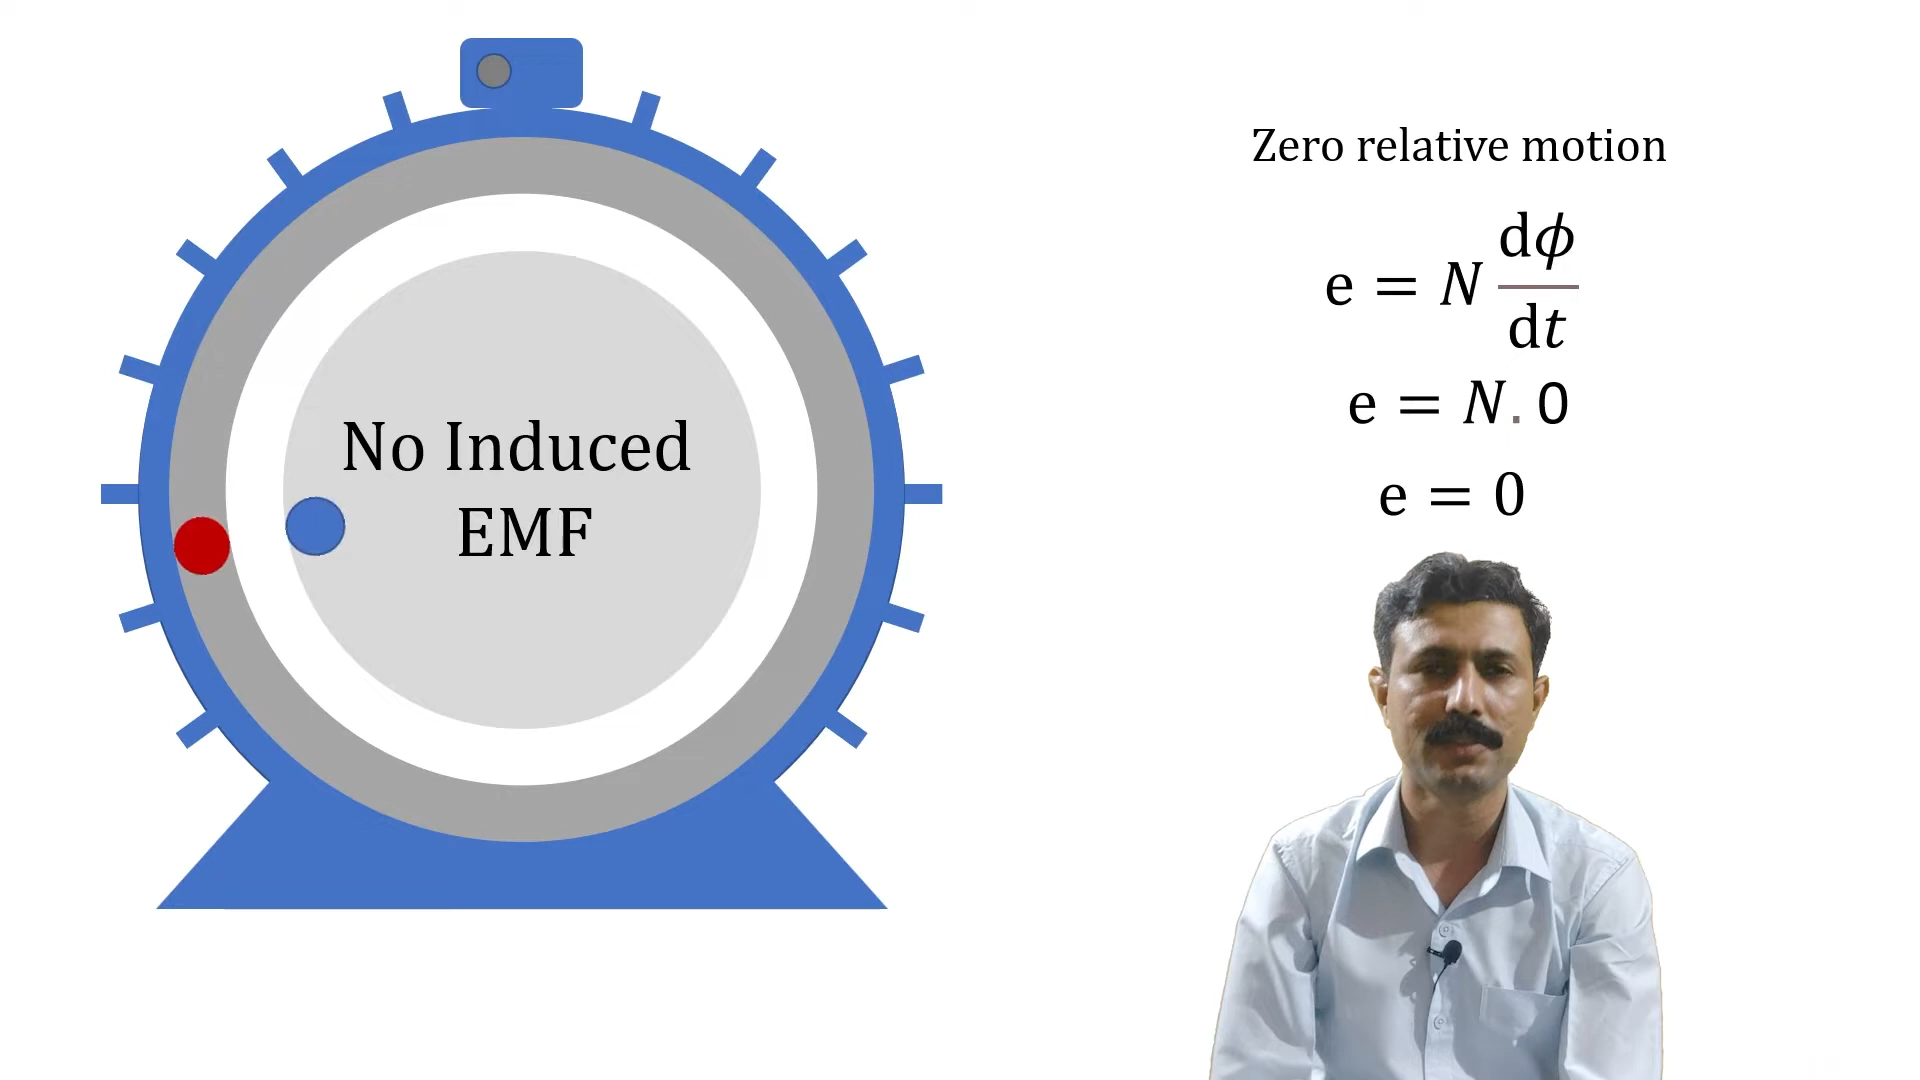 No Induced
EMF
Zero relative motion
e = N dϕ/dt
e = N.0
e = 0